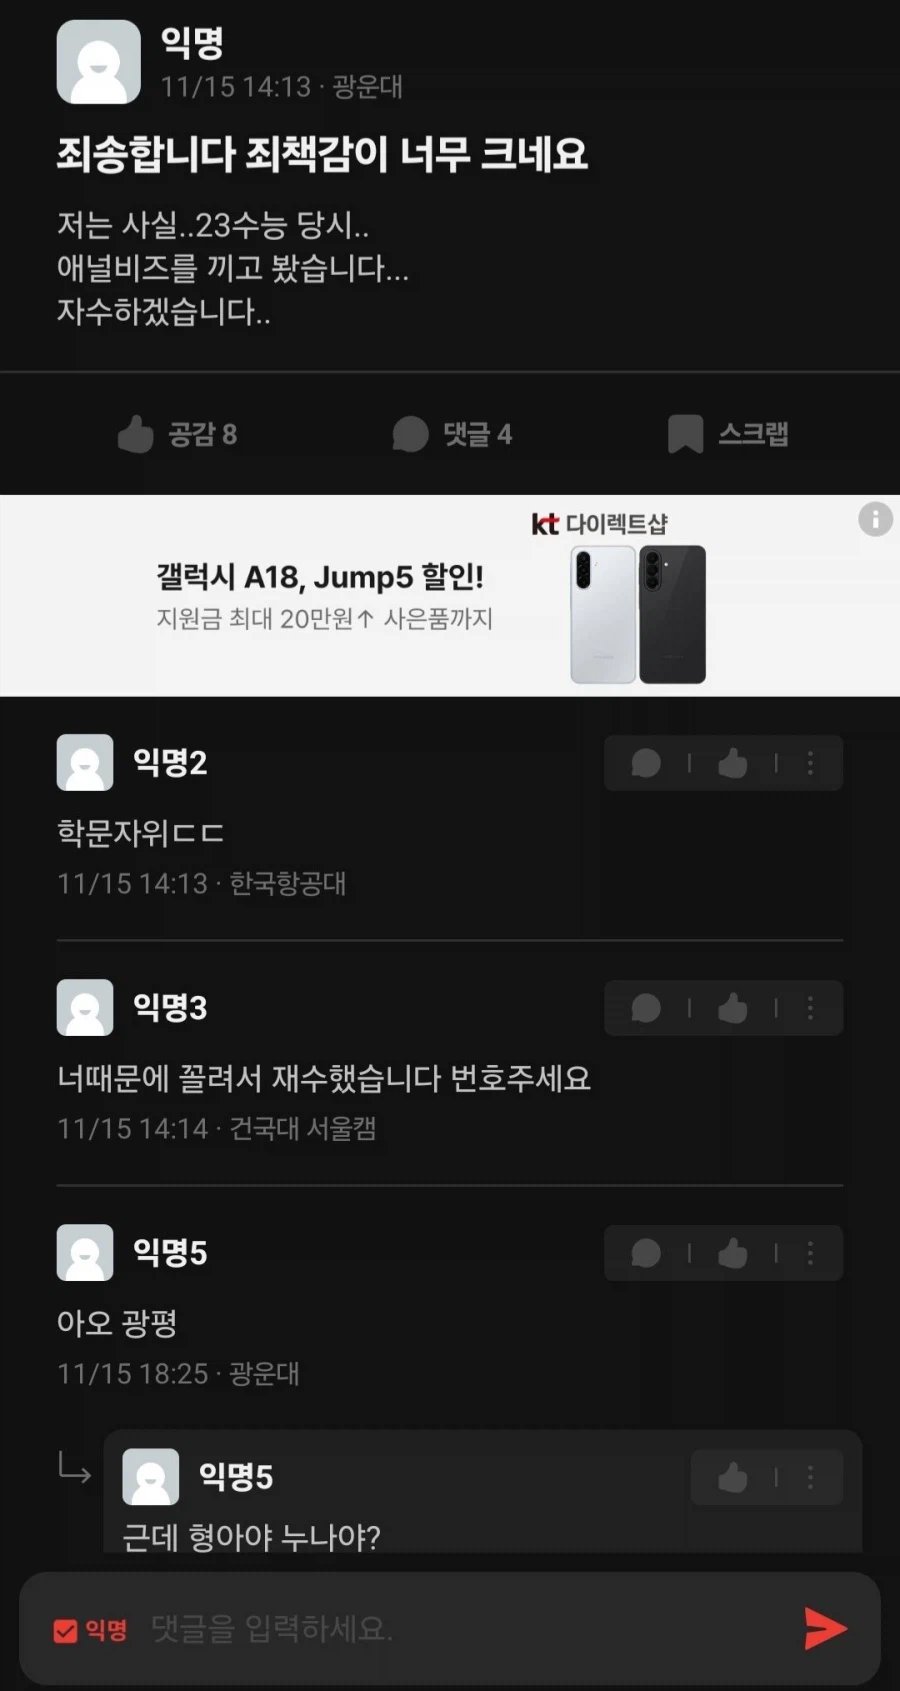 익명
11/15 14:13 · 광운대
죄송합니다 죄책감이 너무 크네요
저는 사실..23수능 당시..
애널비즈를 끼고 봤습니다...
자수하겠습니다..
공감 8
댓글 4
스크랩
kt 다이렉트샵
갤럭시 A18, Jump5 할인!
지원금 최대 20만원↑ 사은품까지
익명2
학문자위ㄷㄷ
11/15 14:13 · 한국항공대
익명3
너때문에 꼴려서 재수했습니다 번호주세요
11/15 14:14 · 건국대 서울캠
익명5
아오 광평
11/15 18:25 · 광운대
익명5
근데 형아야 누나야?
익명 댓글을 입력하세요.